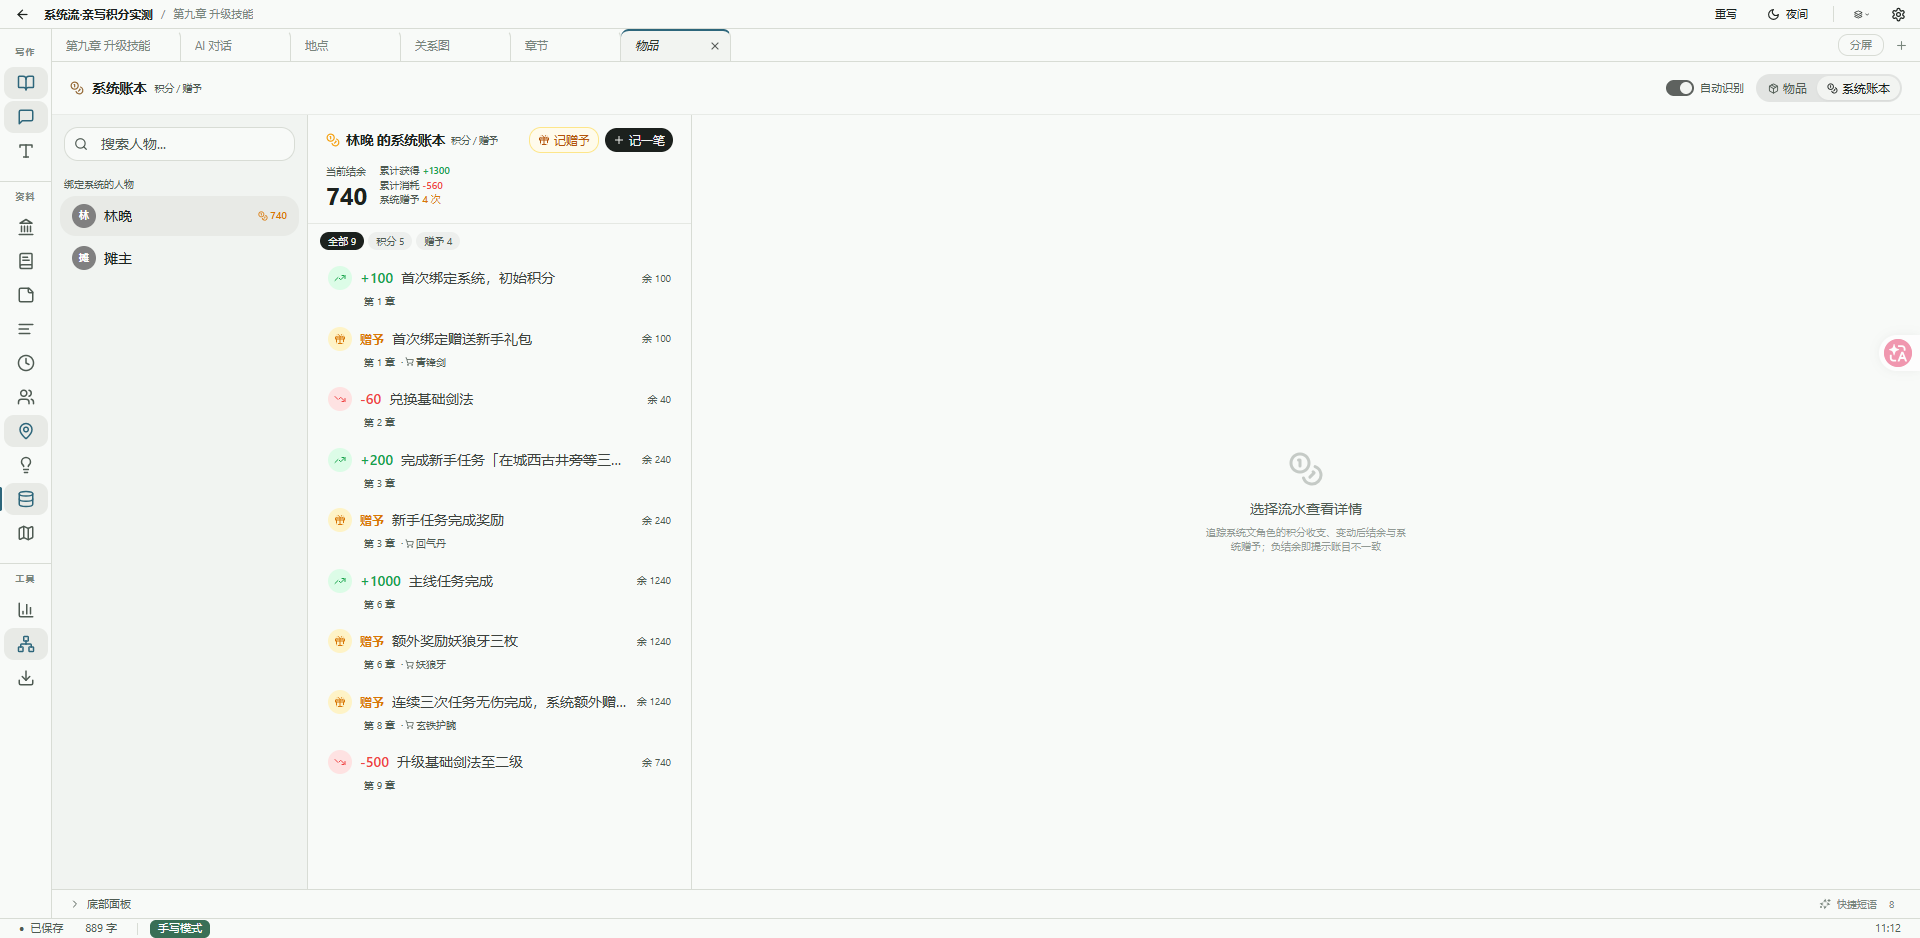 系统流·亲写积分实测 / 第九章 升级技能
重写 夜间
写作
第九章 升级技能 AI 对话 地点 关系图 章节 物品
分屏
系统账本 积分 / 赠予
自动识别 物品 系统账本
搜索人物...
绑定系统的人物
林 林晚 740
摊 摊主
资料
工具
林晚 的系统账本 积分 / 赠予
记赠予 + 记一笔
当前结余 740
累计获得 +1300
累计消耗 -560
系统赠予 4 次
全部 9 积分 5 赠予 4
+100 首次绑定系统，初始积分 余 100
第 1 章
赠予 首次绑定赠送新手礼包 余 100
第 1 章 · 青锋剑
-60 兑换基础剑法 余 40
第 2 章
+200 完成新手任务「在城西古井旁等三... 余 240
第 3 章
赠予 新手任务完成奖励 余 240
第 3 章 · 回气丹
+1000 主线任务完成 余 1240
第 6 章
赠予 额外奖励妖狼牙三枚 余 1240
第 6 章 · 妖狼牙
赠予 连续三次任务无伤完成，系统额外赠... 余 1240
第 8 章 · 玄铁护腕
-500 升级基础剑法至二级 余 740
第 9 章
选择流水查看详情
追踪系统文角色的积分收支、变动后结余与系
统赠予；负结余即提示账目不一致
底部面板
快捷短语 8
已保存 889 字 手写模式
11:12